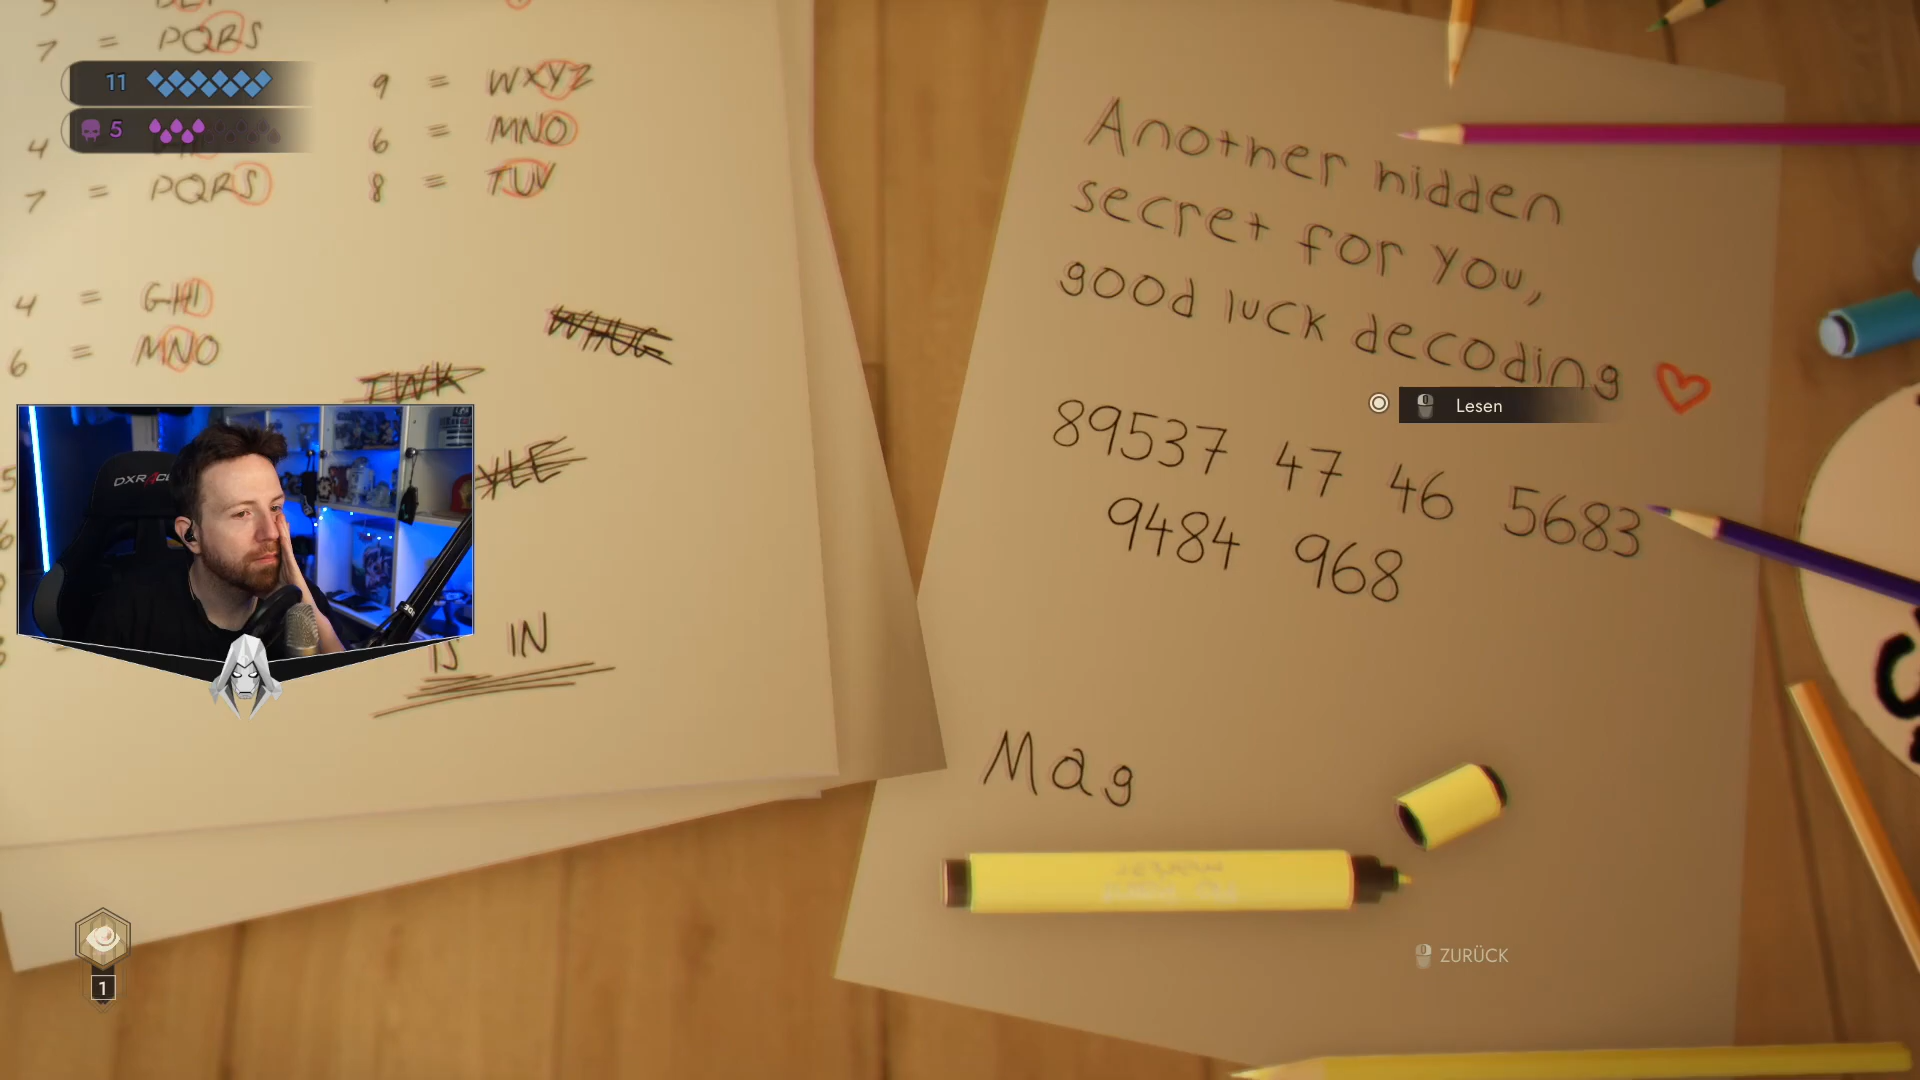 7 = PQRS
11
9 = WXYZ
5
6 = MNO
4
7 = PQRS
8 = TUV
4 = GHI
6 = MNO
WHUG
TWK
DXRACE
IS IN
Another hidden
secret for you,
good luck decoding
Lesen
89537 47 46 5683
9484 968
Mag
ZURÜCK
1